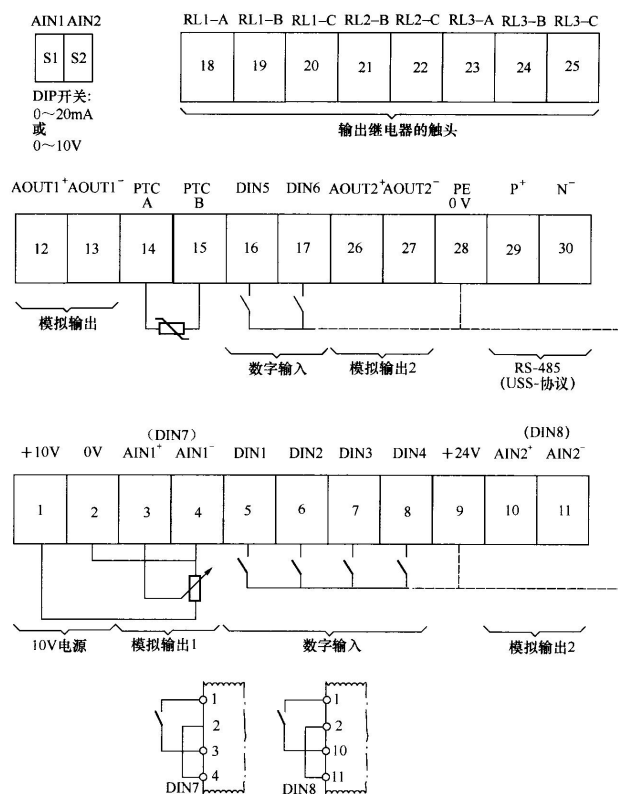 AIN1 AIN2
S1 S2
DIP开关:
0～20mA
或
0～10V
RL1-A RL1-B RL1-C RL2-B RL2-C RL3-A RL3-B RL3-C
18 19 20 21 22 23 24 25
输出继电器的触头
AOUT1+ AOUT1- PTC A PTC B DIN5 DIN6 AOUT2+ AOUT2- PE 0 V P+ N-
12 13 14 15 16 17 26 27 28 29 30
模拟输出
数字输入
模拟输出2
RS-485
(USS-协议)
(DIN7) (DIN8)
+10V 0V AIN1+ AIN1- DIN1 DIN2 DIN3 DIN4 +24V AIN2+ AIN2-
1 2 3 4 5 6 7 8 9 10 11
10V电源
模拟输出1
数字输入
模拟输出2
1
2
3
4
DIN7
1
2
10
11
DIN8